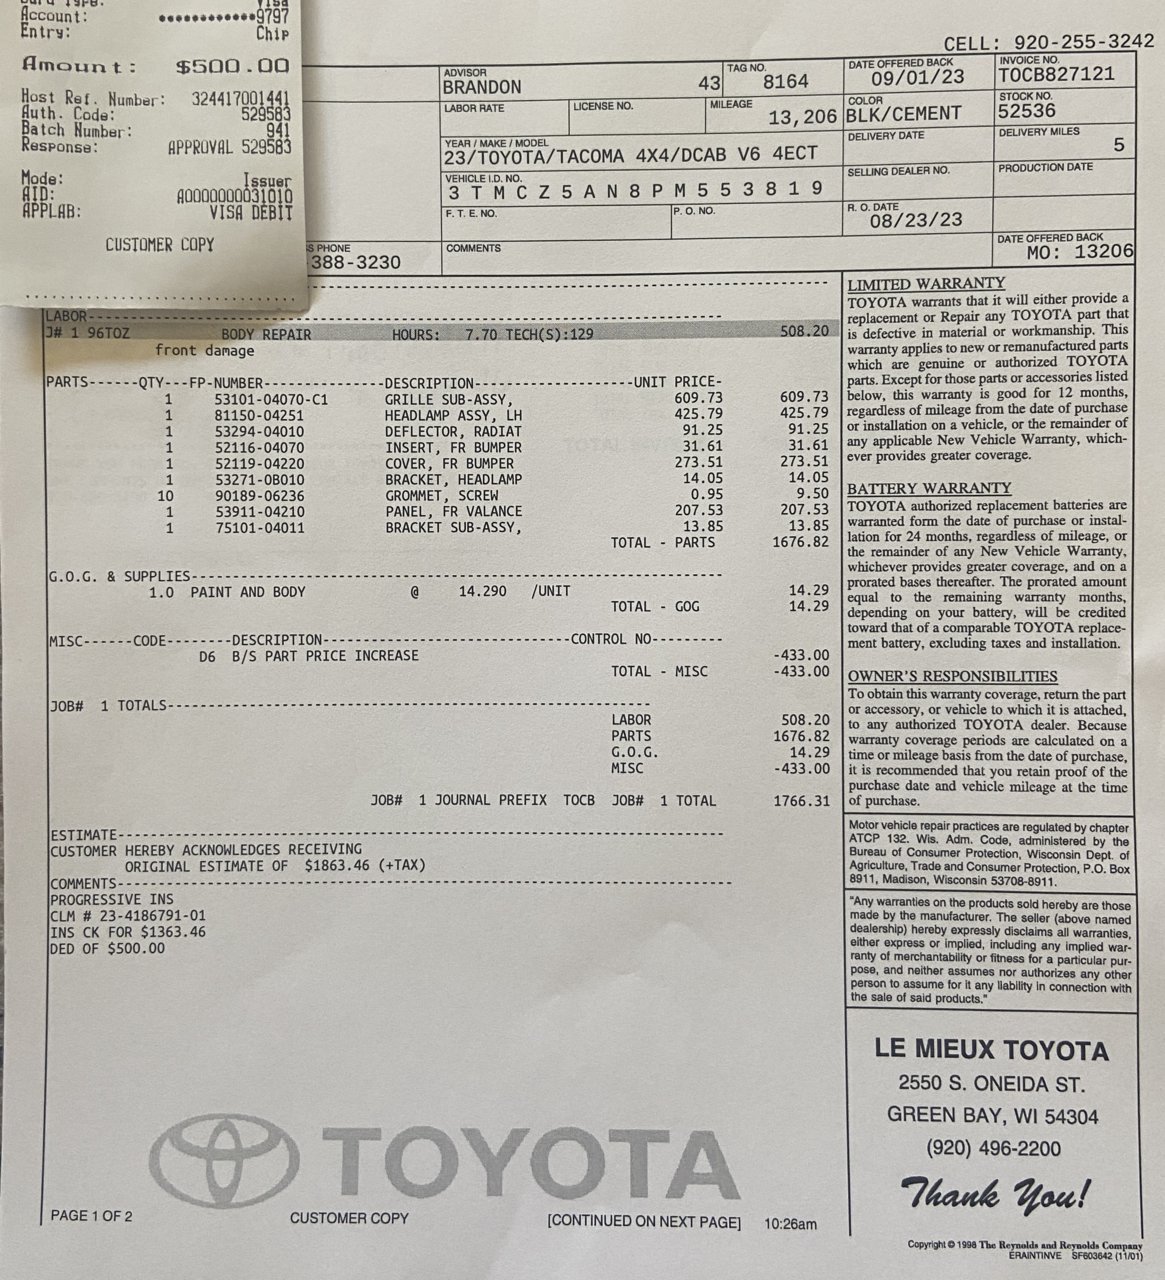 Visa
Account: ••••••••••••9797
Entry: Chip
Amount: $500.00
Host Ref. Number: 324417001441
Auth. Code: 529583
Batch Number: 941
Response: APPROVAL 529583
Mode: Issuer
AID: A0000000031010
APPLAB: VISA DEBIT
CUSTOMER COPY
CELL: 920-255-3242
ADVISOR
BRANDON 43
TAG NO.
8164
DATE OFFERED BACK
09/01/23
INVOICE NO.
TOCB827121
LABOR RATE
LICENSE NO.
MILEAGE
13,206
COLOR
BLK/CEMENT
STOCK NO.
52536
YEAR / MAKE / MODEL
23/TOYOTA/TACOMA 4X4/DCAB V6 4ECT
DELIVERY DATE
DELIVERY MILES
5
VEHICLE I.D. NO.
3 T M C Z 5 A N 8 P M 5 5 3 8 1 9
SELLING DEALER NO.
PRODUCTION DATE
F. T. E. NO.
P. O. NO.
R. O. DATE
08/23/23
S PHONE
388-3230
COMMENTS
DATE OFFERED BACK
MO: 13206
LABOR
J# 1 96TOZ BODY REPAIR HOURS: 7.70 TECH(S):129 508.20
front damage
PARTS------QTY---FP-NUMBER--------------DESCRIPTION-------------------UNIT PRICE-
1 53101-04070-C1 GRILLE SUB-ASSY, 609.73 609.73
1 81150-04251 HEADLAMP ASSY, LH 425.79 425.79
1 53294-04010 DEFLECTOR, RADIAT 91.25 91.25
1 52116-04070 INSERT, FR BUMPER 31.61 31.61
1 52119-04220 COVER, FR BUMPER 273.51 273.51
1 53271-0B010 BRACKET, HEADLAMP 14.05 14.05
10 90189-06236 GROMMET, SCREW 0.95 9.50
1 53911-04210 PANEL, FR VALANCE 207.53 207.53
1 75101-04011 BRACKET SUB-ASSY, 13.85 13.85
TOTAL - PARTS 1676.82
G.O.G. & SUPPLIES
1.0 PAINT AND BODY @ 14.290 /UNIT 14.29
TOTAL - GOG 14.29
MISC------CODE--------DESCRIPTION-------------------------------CONTROL NO---------
D6 B/S PART PRICE INCREASE -433.00
TOTAL - MISC -433.00
JOB# 1 TOTALS
LABOR 508.20
PARTS 1676.82
G.O.G. 14.29
MISC -433.00
JOB# 1 JOURNAL PREFIX TOCB JOB# 1 TOTAL 1766.31
ESTIMATE
CUSTOMER HEREBY ACKNOWLEDGES RECEIVING
ORIGINAL ESTIMATE OF $1863.46 (+TAX)
COMMENTS
PROGRESSIVE INS
CLM # 23-4186791-01
INS CK FOR $1363.46
DED OF $500.00
TOYOTA
PAGE 1 OF 2 CUSTOMER COPY [CONTINUED ON NEXT PAGE] 10:26am
LIMITED WARRANTY
TOYOTA warrants that it will either provide a
replacement or Repair any TOYOTA part that
is defective in material or workmanship. This
warranty applies to new or remanufactured parts
which are genuine or authorized TOYOTA
parts. Except for those parts or accessories listed
below, this warranty is good for 12 months,
regardless of mileage from the date of purchase
or installation on a vehicle, or the remainder of
any applicable New Vehicle Warranty, which-
ever provides greater coverage.
BATTERY WARRANTY
TOYOTA authorized replacement batteries are
warranted form the date of purchase or instal-
lation for 24 months, regardless of mileage, or
the remainder of any New Vehicle Warranty,
whichever provides greater coverage, and on a
prorated bases thereafter. The prorated amount
equal to the remaining warranty months,
depending on your battery, will be credited
toward that of a comparable TOYOTA replace-
ment battery, excluding taxes and installation.
OWNER'S RESPONSIBILITIES
To obtain this warranty coverage, return the part
or accessory, or vehicle to which it is attached,
to any authorized TOYOTA dealer. Because
warranty coverage periods are calculated on a
time or mileage basis from the date of purchase,
it is recommended that you retain proof of the
purchase date and vehicle mileage at the time
of purchase.
Motor vehicle repair practices are regulated by chapter
ATCP 132. Wis. Adm. Code, administered by the
Bureau of Consumer Protection, Wisconsin Dept. of
Agriculture, Trade and Consumer Protection, P.O. Box
8911, Madison, Wisconsin 53708-8911.
"Any warranties on the products sold hereby are those
made by the manufacturer. The seller (above named
dealership) hereby expressly disclaims all warranties,
either express or implied, including any implied war-
ranty of merchantability or fitness for a particular pur-
pose, and neither assumes nor authorizes any other
person to assume for it any liability in connection with
the sale of said products."
LE MIEUX TOYOTA
2550 S. ONEIDA ST.
GREEN BAY, WI 54304
(920) 496-2200
Thank You!
Copyright © 1998 The Reynolds and Reynolds Company
ERAINTINVE SF603642 (11/01)